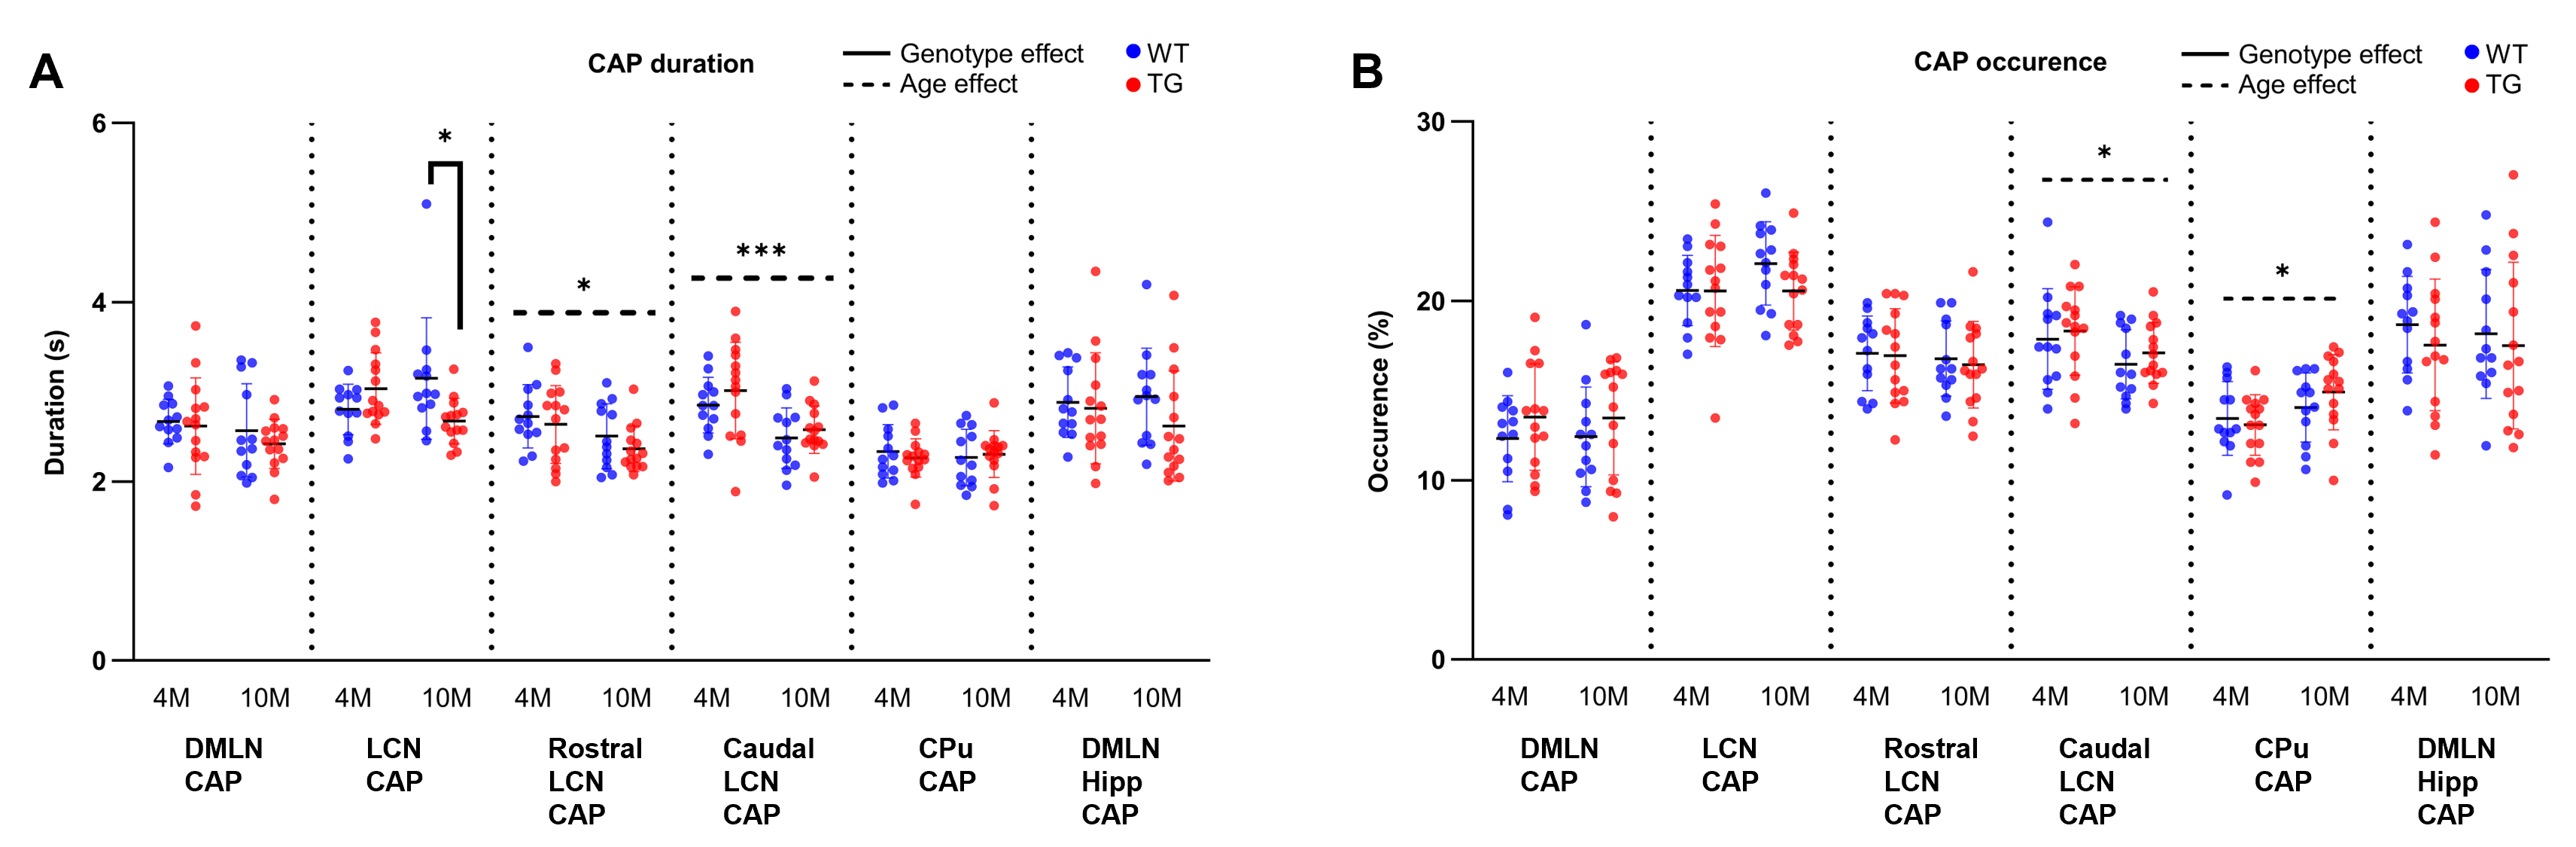 A
CAP duration
Genotype effect
Age effect
WT
TG
Duration (s)
6
4
2
0
*
*
***
4M 10M 4M 10M 4M 10M 4M 10M 4M 10M 4M 10M
DMLN
CAP
LCN
CAP
Rostral
LCN
CAP
Caudal
LCN
CAP
CPu
CAP
DMLN
Hipp
CAP
B
CAP occurence
Genotype effect
Age effect
WT
TG
Occurence (%)
30
20
10
0
*
*
4M 10M 4M 10M 4M 10M 4M 10M 4M 10M 4M 10M
DMLN
CAP
LCN
CAP
Rostral
LCN
CAP
Caudal
LCN
CAP
CPu
CAP
DMLN
Hipp
CAP